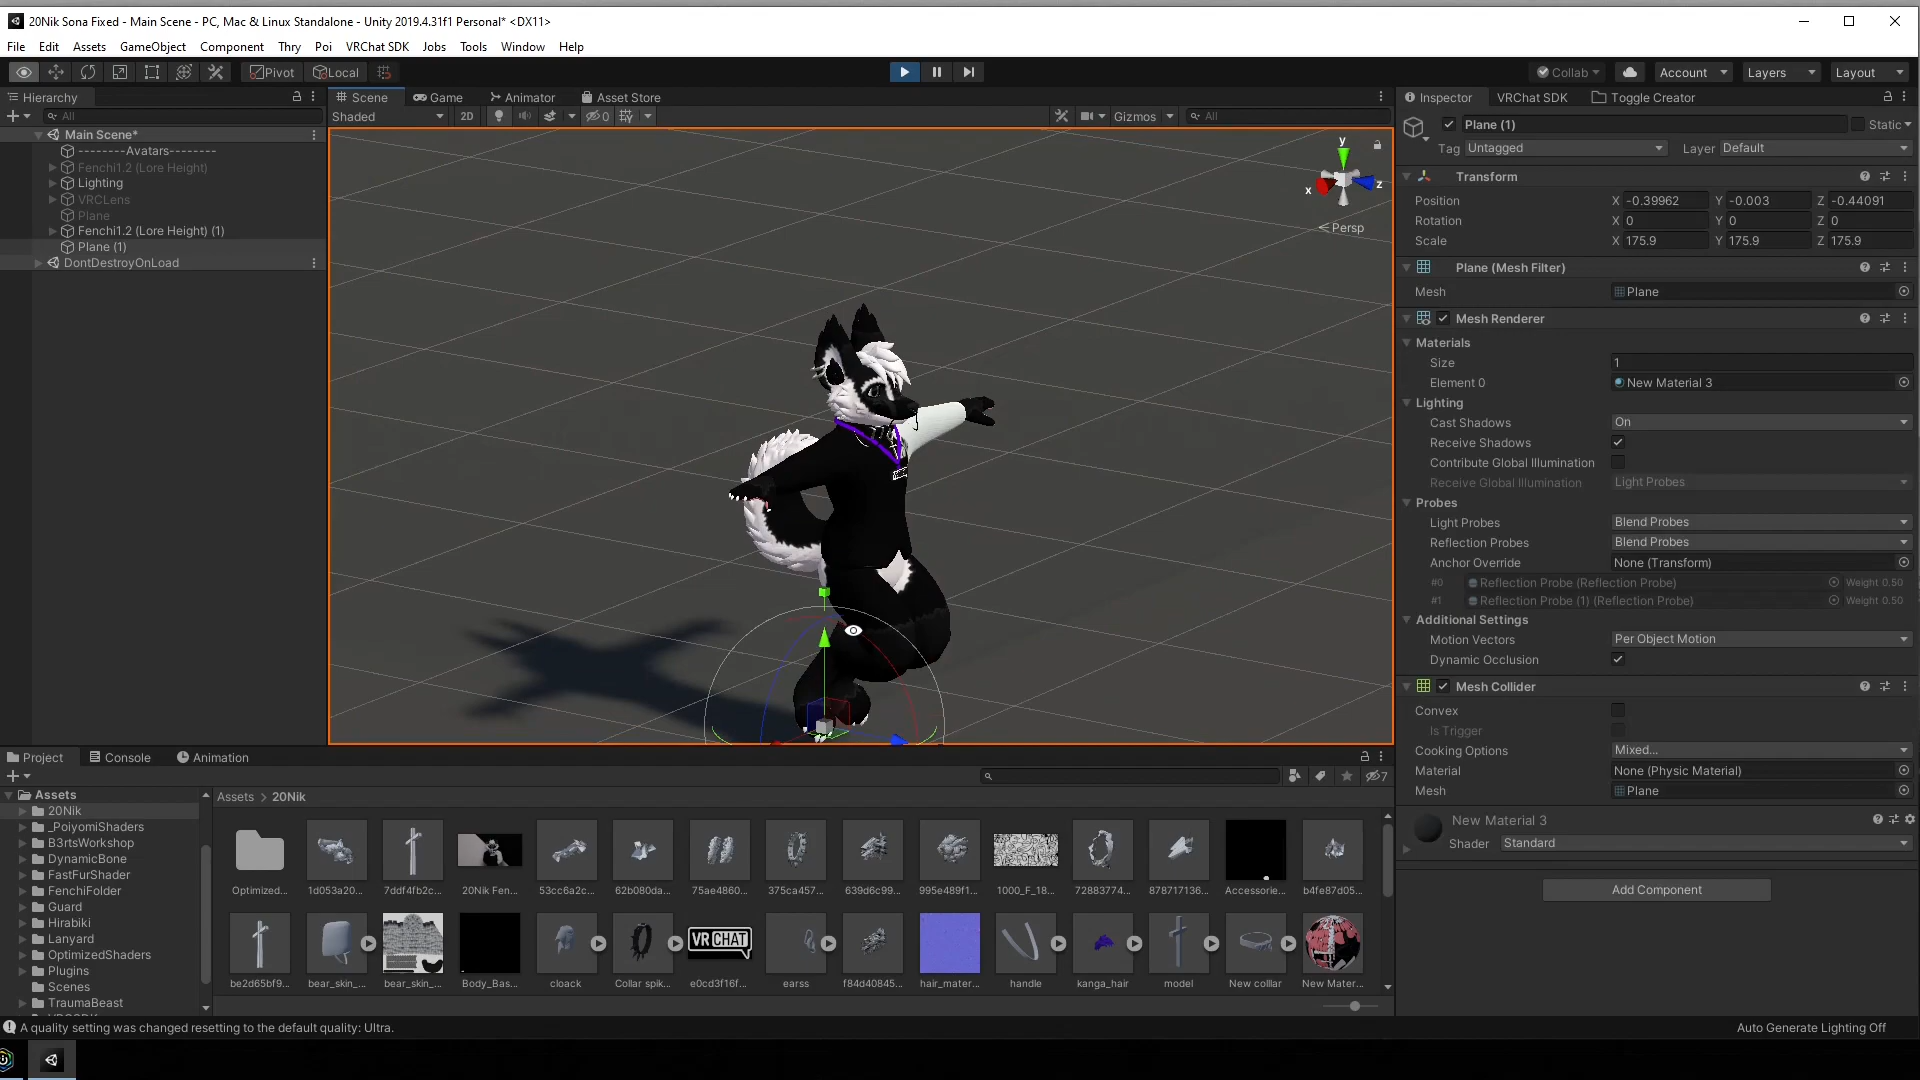 20Nik Sona Fixed - Main Scene - PC, Mac & Linux Standalone - Unity 2019.4.31f1 Personal* <DX11>
File Edit Assets GameObject Component Thry Poi VRChat SDK Jobs Tools Window Help
Pivot Local Collab Account Layers Layout
Hierarchy
All
Main Scene*
--------Avatars--------
Fenchi1.2 (Lore Height)
Lighting
VRCLens
Plane
Fenchi1.2 (Lore Height) (1)
Plane (1)
DontDestroyOnLoad
Scene Game Animator Asset Store
Shaded 2D 0 Gizmos All
y
x z
Persp
Inspector VRChat SDK Toggle Creator
Plane (1) Static
Tag Untagged Layer Default
Transform
Position X -0.39962 Y -0.003 Z -0.44091
Rotation X 0 Y 0 Z 0
Scale X 175.9 Y 175.9 Z 175.9
Plane (Mesh Filter)
Mesh Plane
Mesh Renderer
Materials
Size 1
Element 0 New Material 3
Lighting
Cast Shadows On
Receive Shadows
Contribute Global Illumination
Receive Global Illumination Light Probes
Probes
Light Probes Blend Probes
Reflection Probes Blend Probes
Anchor Override None (Transform)
#0 Reflection Probe (Reflection Probe) Weight 0.50
#1 Reflection Probe (1) (Reflection Probe) Weight 0.50
Additional Settings
Motion Vectors Per Object Motion
Dynamic Occlusion
Mesh Collider
Convex
Is Trigger
Cooking Options Mixed...
Material None (Physic Material)
Mesh Plane
New Material 3
Shader Standard
Add Component
Project Console Animation
7
Assets
20Nik
_PoiyomiShaders
B3rtsWorkshop
DynamicBone
FastFurShader
FenchiFolder
Guard
Hirabiki
Lanyard
OptimizedShaders
Plugins
Scenes
TraumaBeast
Assets > 20Nik
Optimized... 1d053a20... 7ddf4fb2c... 20Nik Fen... 53cc6a2c... 62b080da... 75ae4860... 375ca457... 639d6c99... 995e489f1... 1000_F_18... 72883774... 878717136... Accessorie... b4fe87d05...
VRCHAT
be2d65bf9... bear_skin_... bear_skin_... Body_Bas... cloack Collar spik... e0cd3f16f... earss f84d40845... hair_mater... handle kanga_hair model New colllar New Mater...
A quality setting was changed resetting to the default quality: Ultra.
Auto Generate Lighting Off